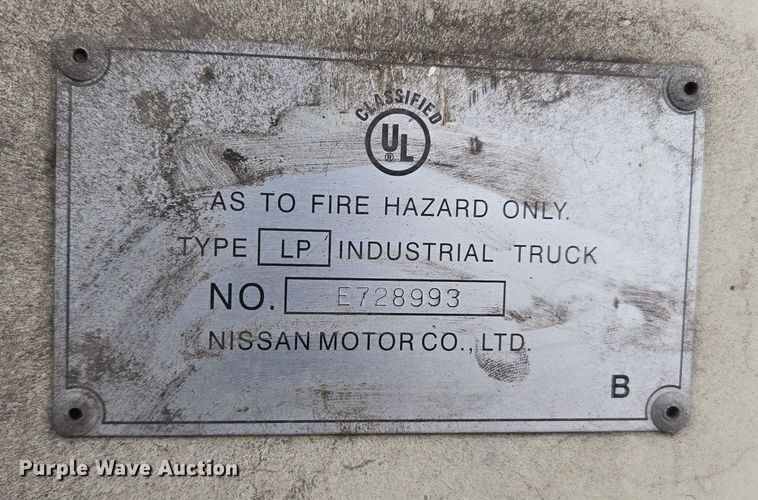 CLASSIFIED
UL
®
AS TO FIRE HAZARD ONLY.
TYPE LP INDUSTRIAL TRUCK
NO. E728993
NISSAN MOTOR CO., LTD.
B
Purple Wave Auction